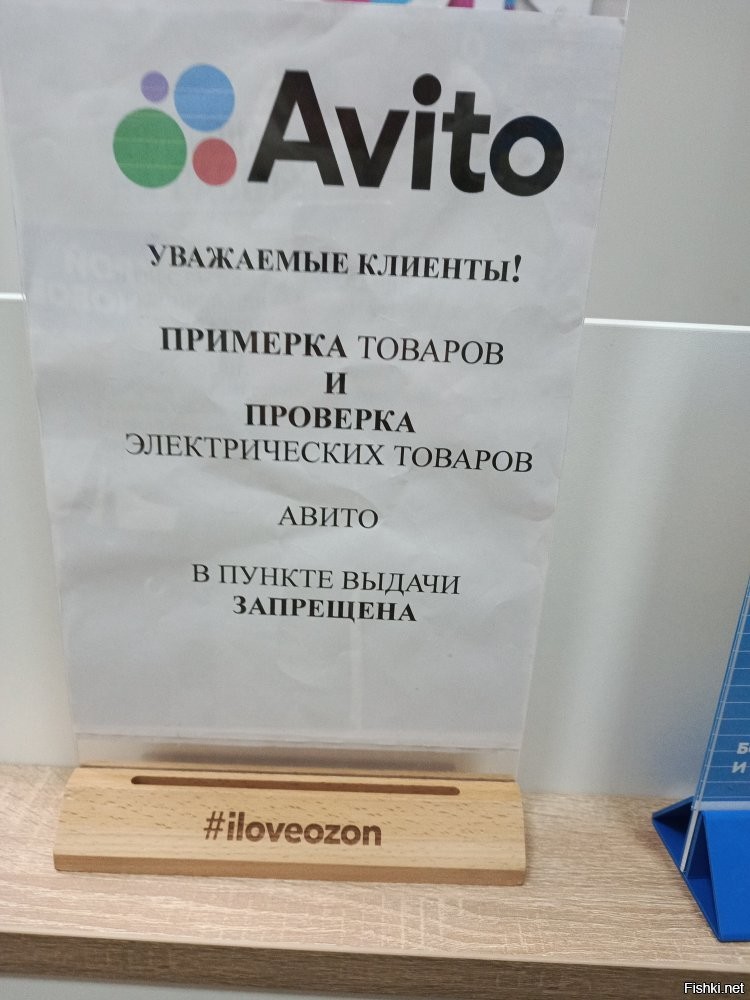 Avito
УВАЖАЕМЫЕ КЛИЕНТЫ!
ПРИМЕРКА ТОВАРОВ
И
ПРОВЕРКА
ЭЛЕКТРИЧЕСКИХ ТОВАРОВ
АВИТО
В ПУНКТЕ ВЫДАЧИ
ЗАПРЕЩЕНА
#iloveozon
И
Fishki.net